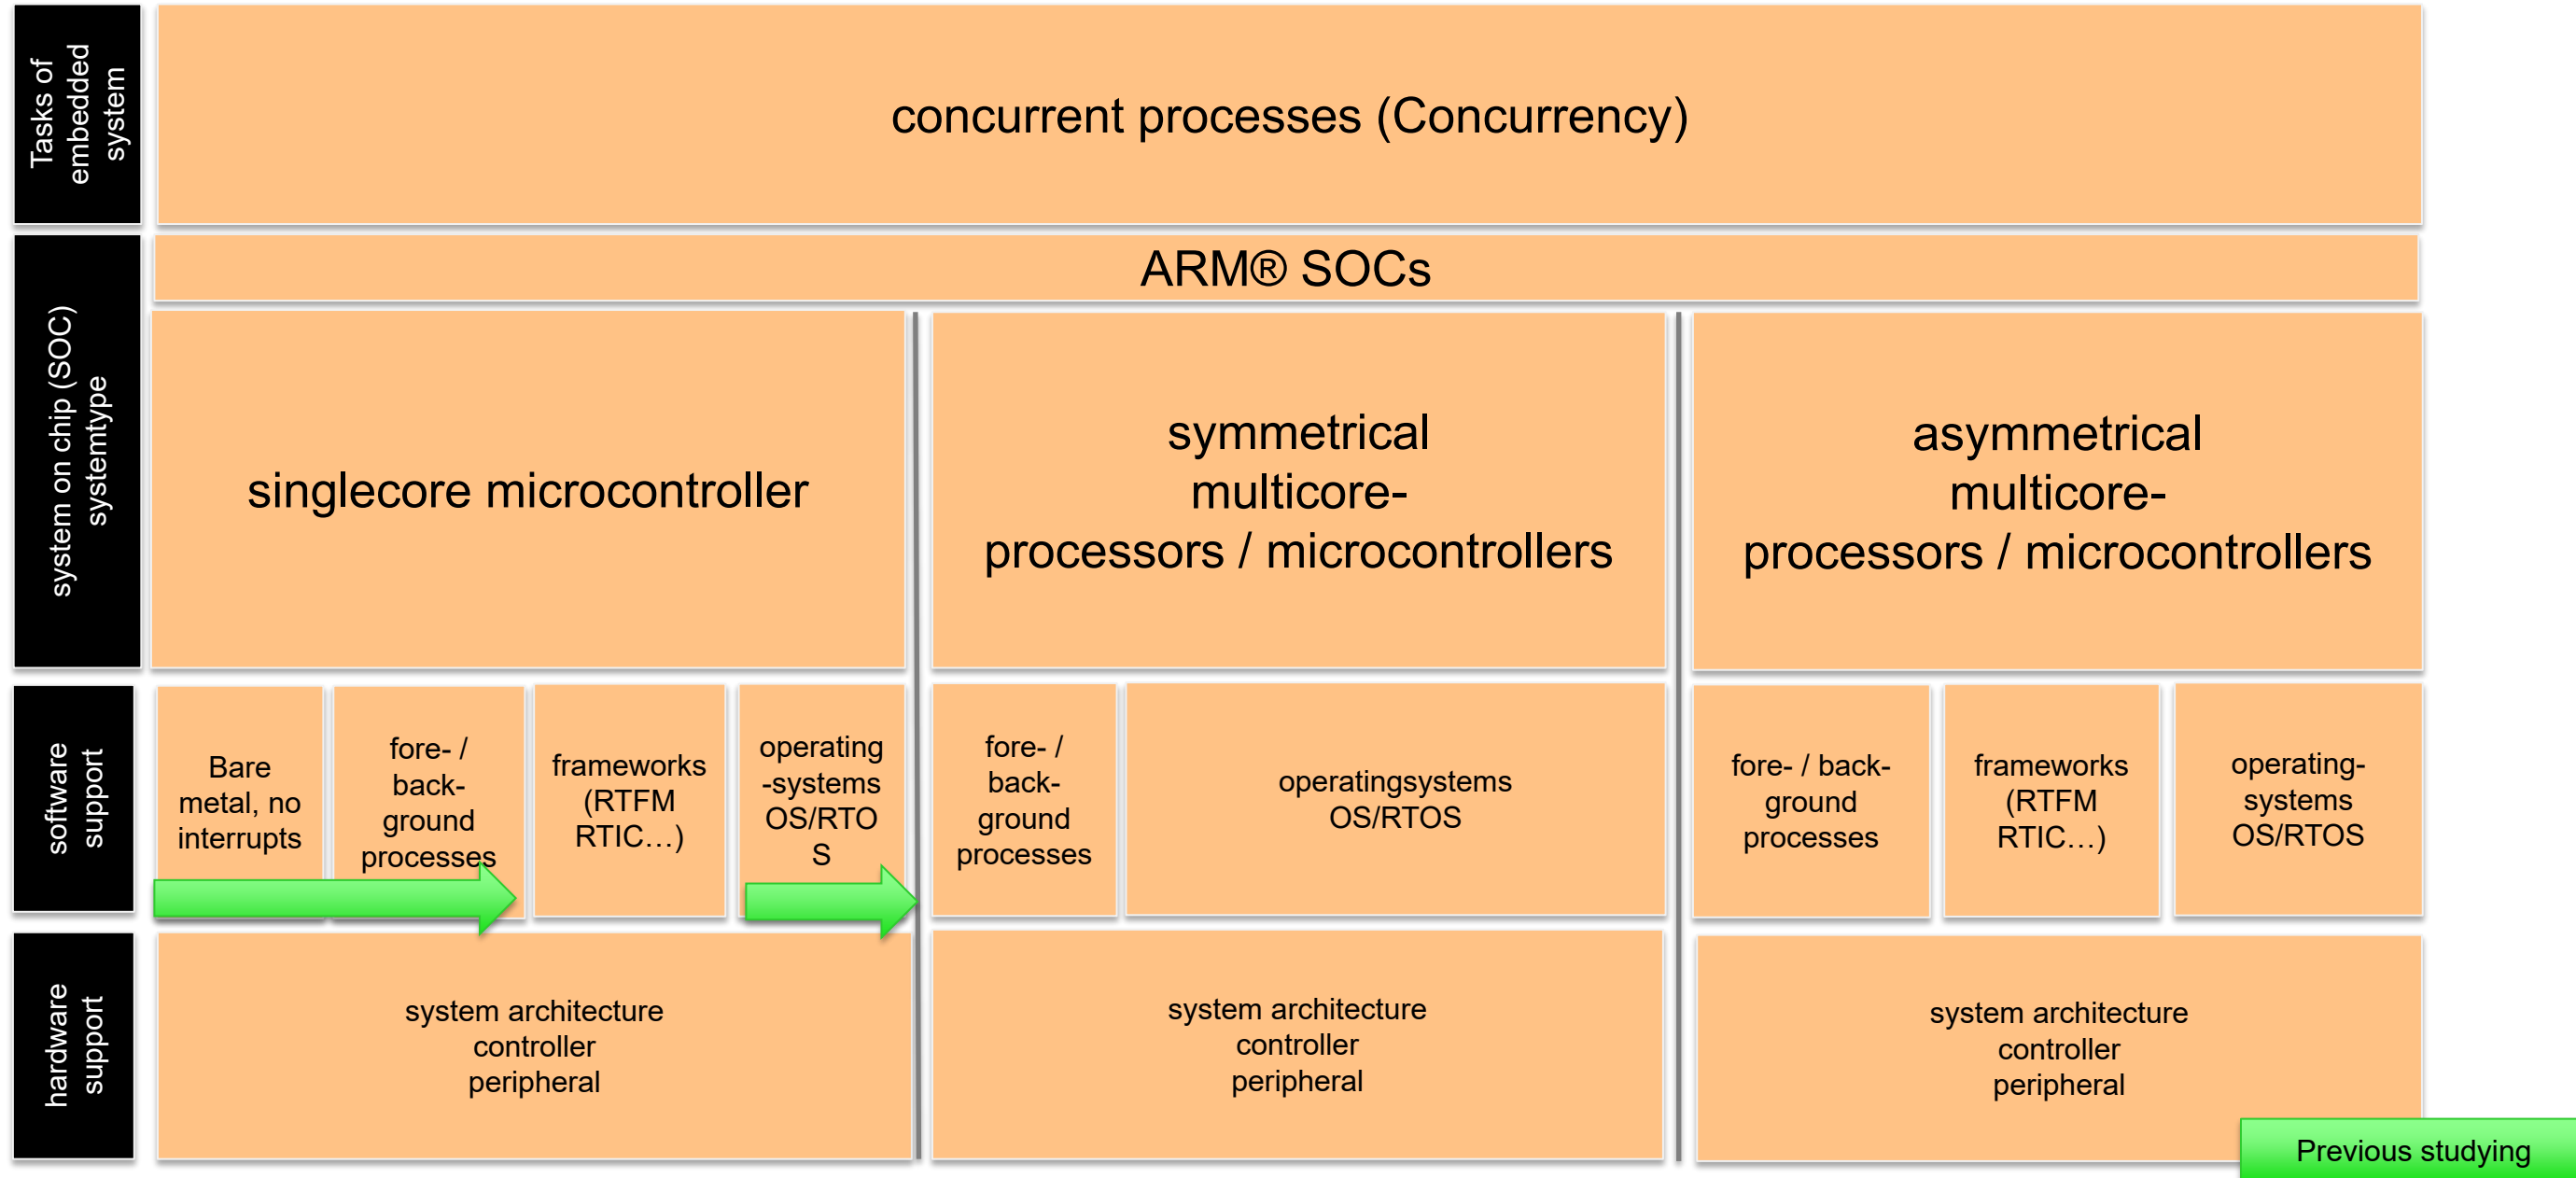 Tasks of
embedded
system
concurrent processes (Concurrency)
system on chip (SOC)
systemtype
ARM® SOCs
singlecore microcontroller
symmetrical
multicore-
processors / microcontrollers
asymmetrical
multicore-
processors / microcontrollers
software
support
Bare
metal, no
interrupts
fore- /
back-
ground
processes
frameworks
(RTFM
RTIC…)
operating
-systems
OS/RTO
S
fore- /
back-
ground
processes
operatingsystems
OS/RTOS
fore- / back-
ground
processes
frameworks
(RTFM
RTIC…)
operating-
systems
OS/RTOS
hardware
support
system architecture
controller
peripheral
system architecture
controller
peripheral
system architecture
controller
peripheral
Previous studying